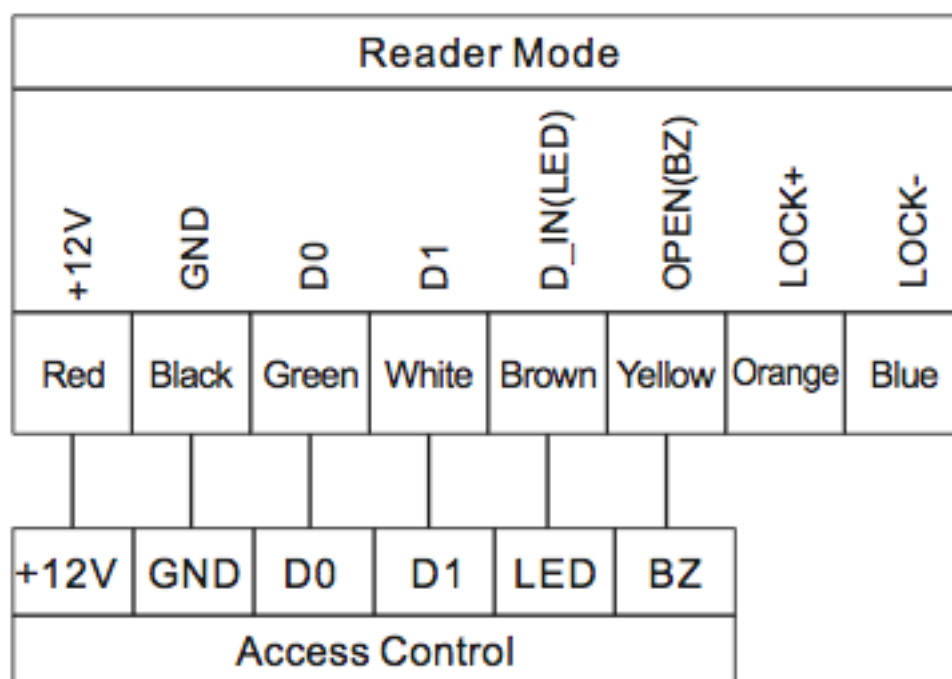 Reader Mode
+12V GND D0 D1 D_IN(LED) OPEN(BZ) LOCK+ LOCK-
Red Black Green White Brown Yellow Orange Blue
+12V GND D0 D1 LED BZ
Access Control